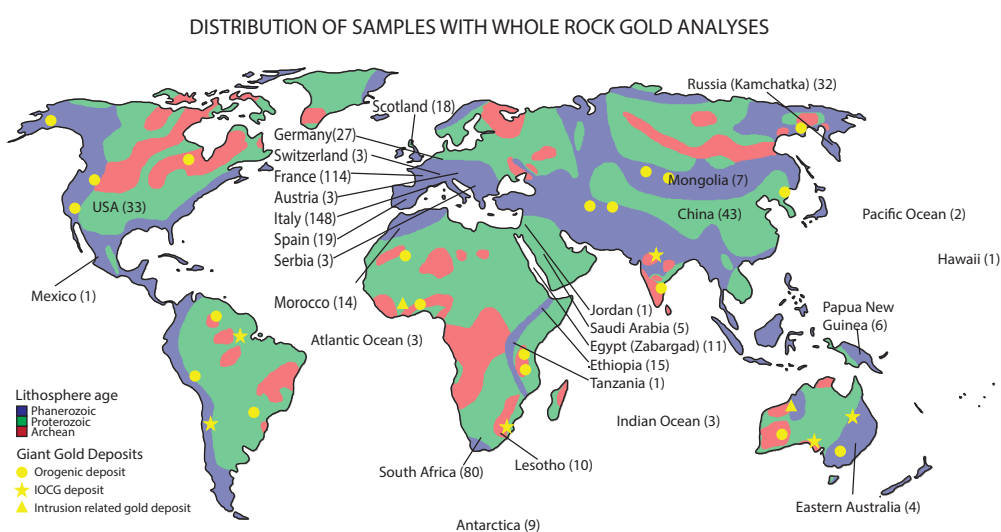 DISTRIBUTION OF SAMPLES WITH WHOLE ROCK GOLD ANALYSES
Russia (Kamchatka) (32)
Scotland (18)
Germany(27)
Switzerland (3)
France (114)
Austria (3)
Italy (148)
Spain (19)
Serbia (3)
Morocco (14)
USA (33)
Mexico (1)
Mongolia (7)
China (43)
Pacific Ocean (2)
Hawaii (1)
Atlantic Ocean (3)
Jordan (1)
Saudi Arabia (5)
Egypt (Zabargad) (11)
Ethiopia (15)
Tanzania (1)
Papua New
Guinea (6)
Indian Ocean (3)
South Africa (80)
Lesotho (10)
Eastern Australia (4)
Antarctica (9)
Lithosphere age
Phanerozoic
Proterozoic
Archean
Giant Gold Deposits
Orogenic deposit
IOCG deposit
Intrusion related gold deposit